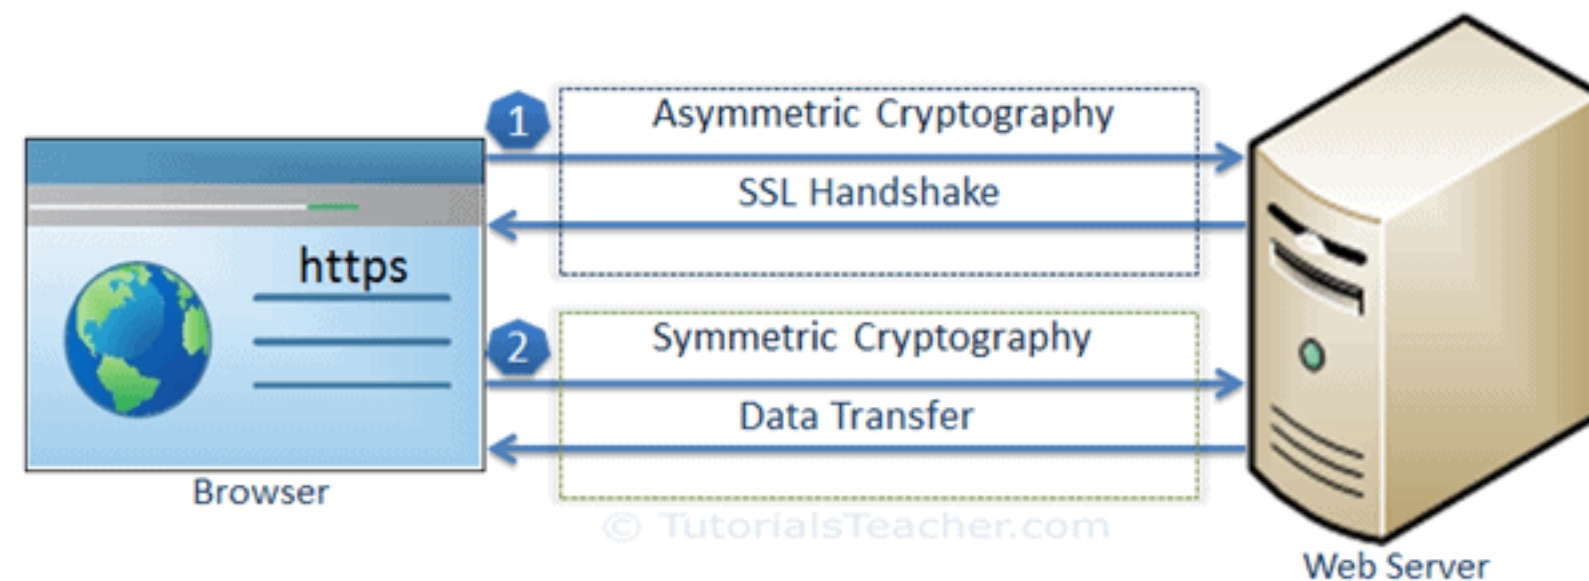 1
Asymmetric Cryptography
SSL Handshake
https
2
Symmetric Cryptography
Data Transfer
Browser
© TutorialsTeacher.com
Web Server